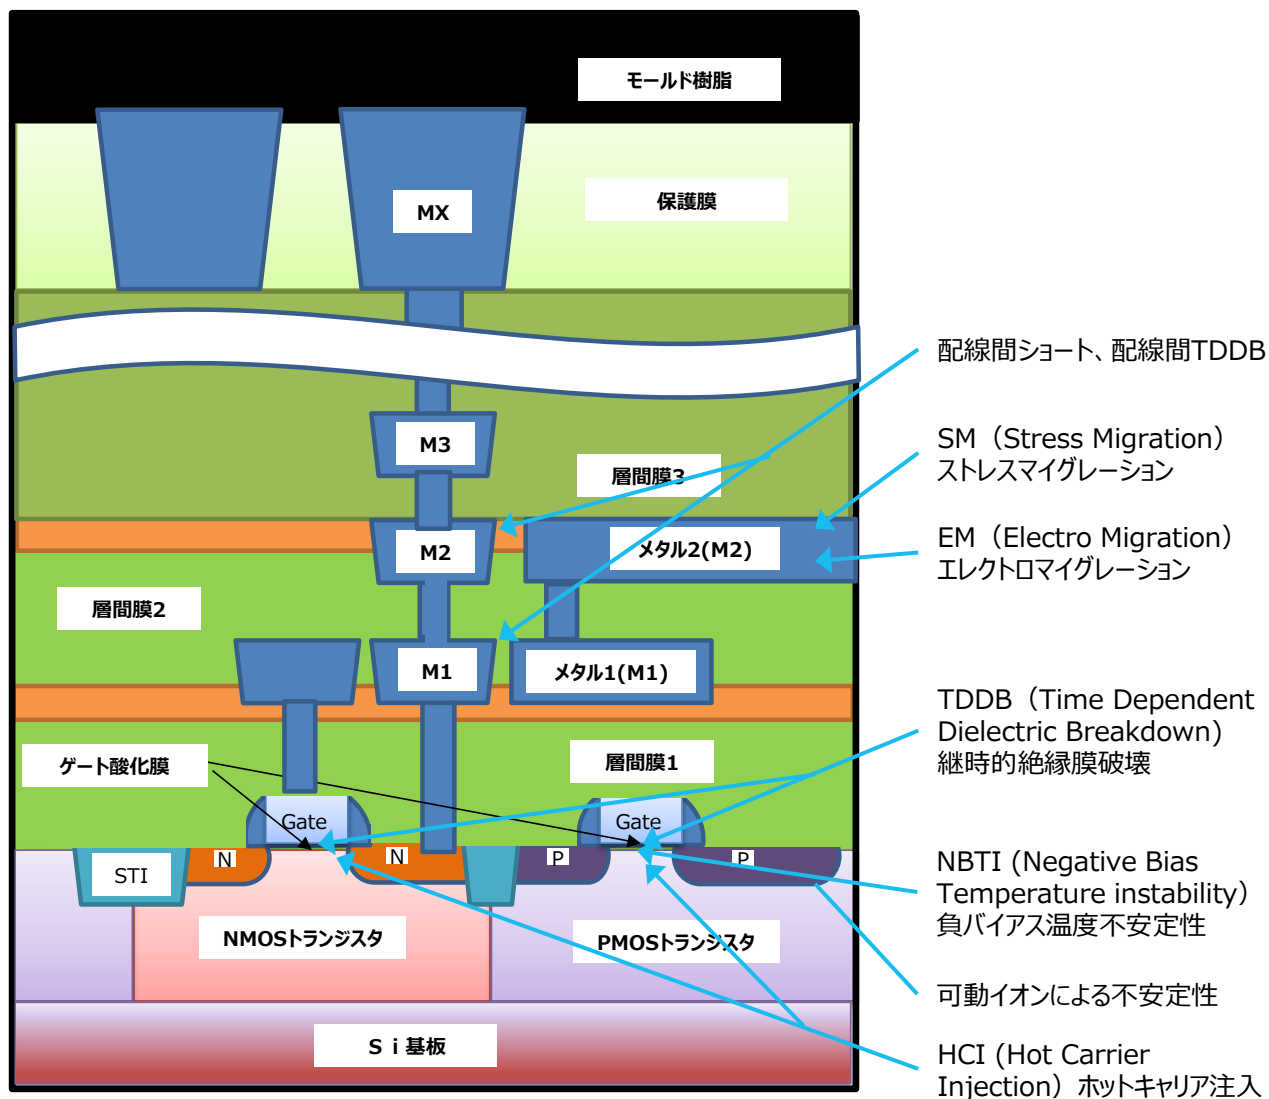 モールド樹脂
MX
保護膜
配線間ショート、配線間TDDB
M3
層間膜3
SM（Stress Migration）
ストレスマイグレーション
M2
メタル2(M2)
EM（Electro Migration）
エレクトロマイグレーション
層間膜2
M1
メタル1(M1)
TDDB（Time Dependent
Dielectric Breakdown)
継時的絶縁膜破壊
ゲート酸化膜
層間膜1
Gate
Gate
STI
N
N
P
P
NBTI (Negative Bias
Temperature instability）
負バイアス温度不安定性
NMOSトランジスタ
PMOSトランジスタ
可動イオンによる不安定性
Ｓｉ基板
HCI (Hot Carrier
Injection）ホットキャリア注入